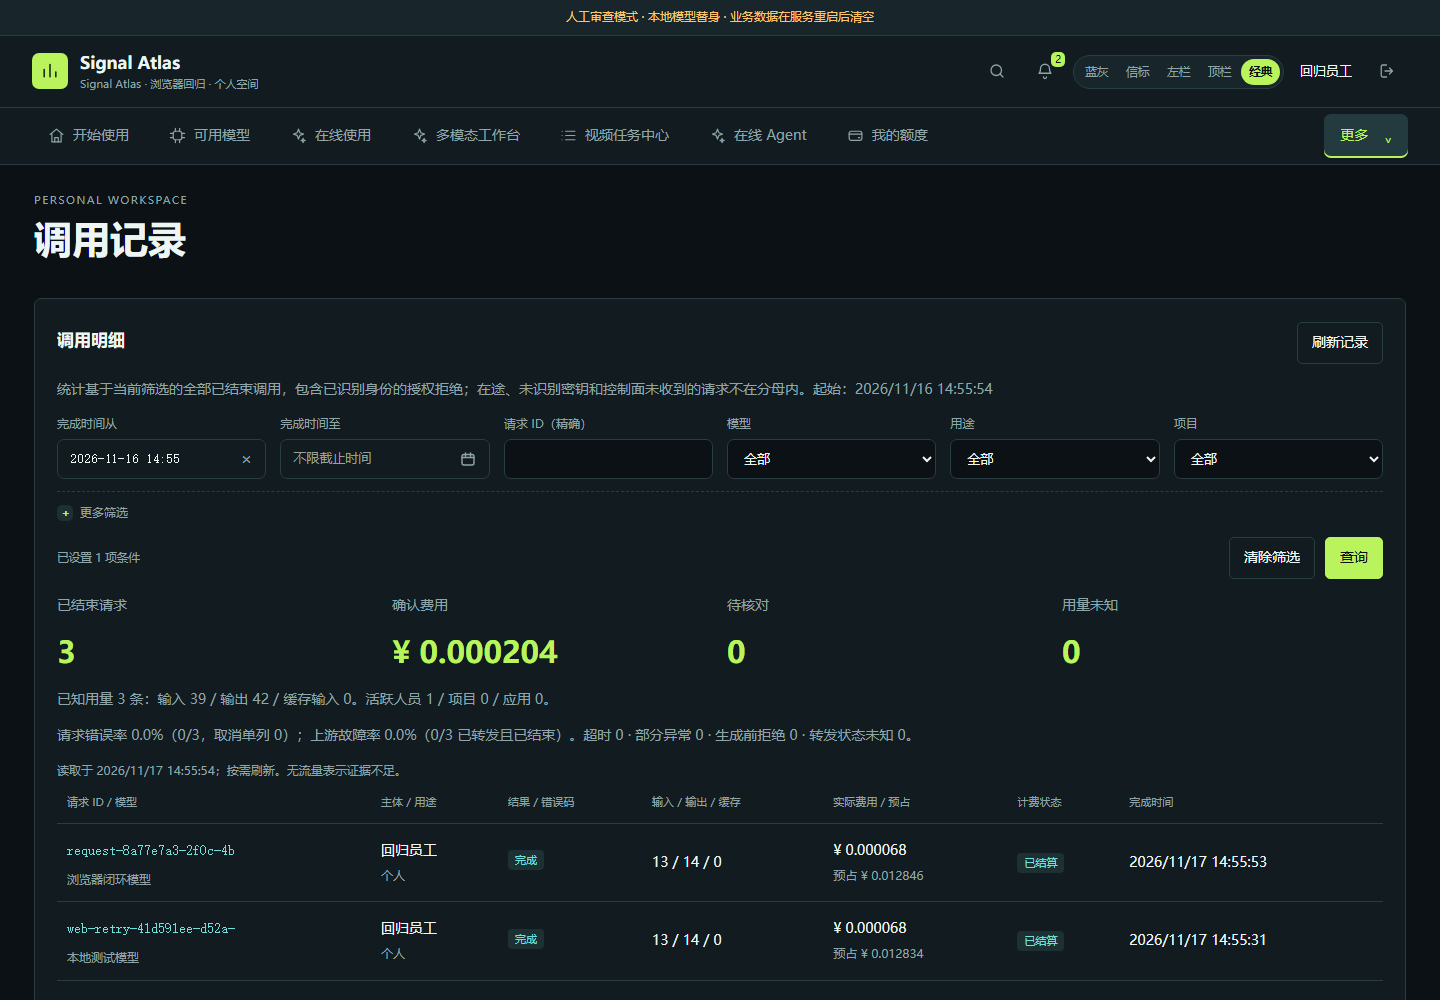 人工审查模式 · 本地模型替身 · 业务数据在服务重启后清空
Signal Atlas
Signal Atlas · 浏览器回归 · 个人空间
2
蓝灰 信标 左栏 顶栏 经典
回归员工
开始使用 可用模型 在线使用 多模态工作台 视频任务中心 在线 Agent 我的额度 更多
PERSONAL WORKSPACE
调用记录
调用明细
刷新记录
统计基于当前筛选的全部已结束调用，包含已识别身份的授权拒绝；在途、未识别密钥和控制面未收到的请求不在分母内。起始：2026/11/16 14:55:54
完成时间从 完成时间至 请求 ID（精确） 模型 用途 项目
2026-11-16 14:55 不限截止时间 全部 全部 全部
+ 更多筛选
已设置 1 项条件
清除筛选 查询
已结束请求 确认费用 待核对 用量未知
3 ¥ 0.000204 0 0
已知用量 3 条：输入 39 / 输出 42 / 缓存输入 0。活跃人员 1 / 项目 0 / 应用 0。
请求错误率 0.0%（0/3，取消单列 0）；上游故障率 0.0%（0/3 已转发且已结束）。超时 0 · 部分异常 0 · 生成前拒绝 0 · 转发状态未知 0。
读取于 2026/11/17 14:55:54；按需刷新。无流量表示证据不足。
请求 ID / 模型 主体 / 用途 结果 / 错误码 输入 / 输出 / 缓存 实际费用 / 预占 计费状态 完成时间
request-8a77e7a3-2f0c-4b 回归员工 完成 13 / 14 / 0 ¥ 0.000068 已结算 2026/11/17 14:55:53
浏览器闭环模型 个人 预占 ¥ 0.012846
web-retry-41d591ee-d52a- 回归员工 完成 13 / 14 / 0 ¥ 0.000068 已结算 2026/11/17 14:55:31
本地测试模型 个人 预占 ¥ 0.012834